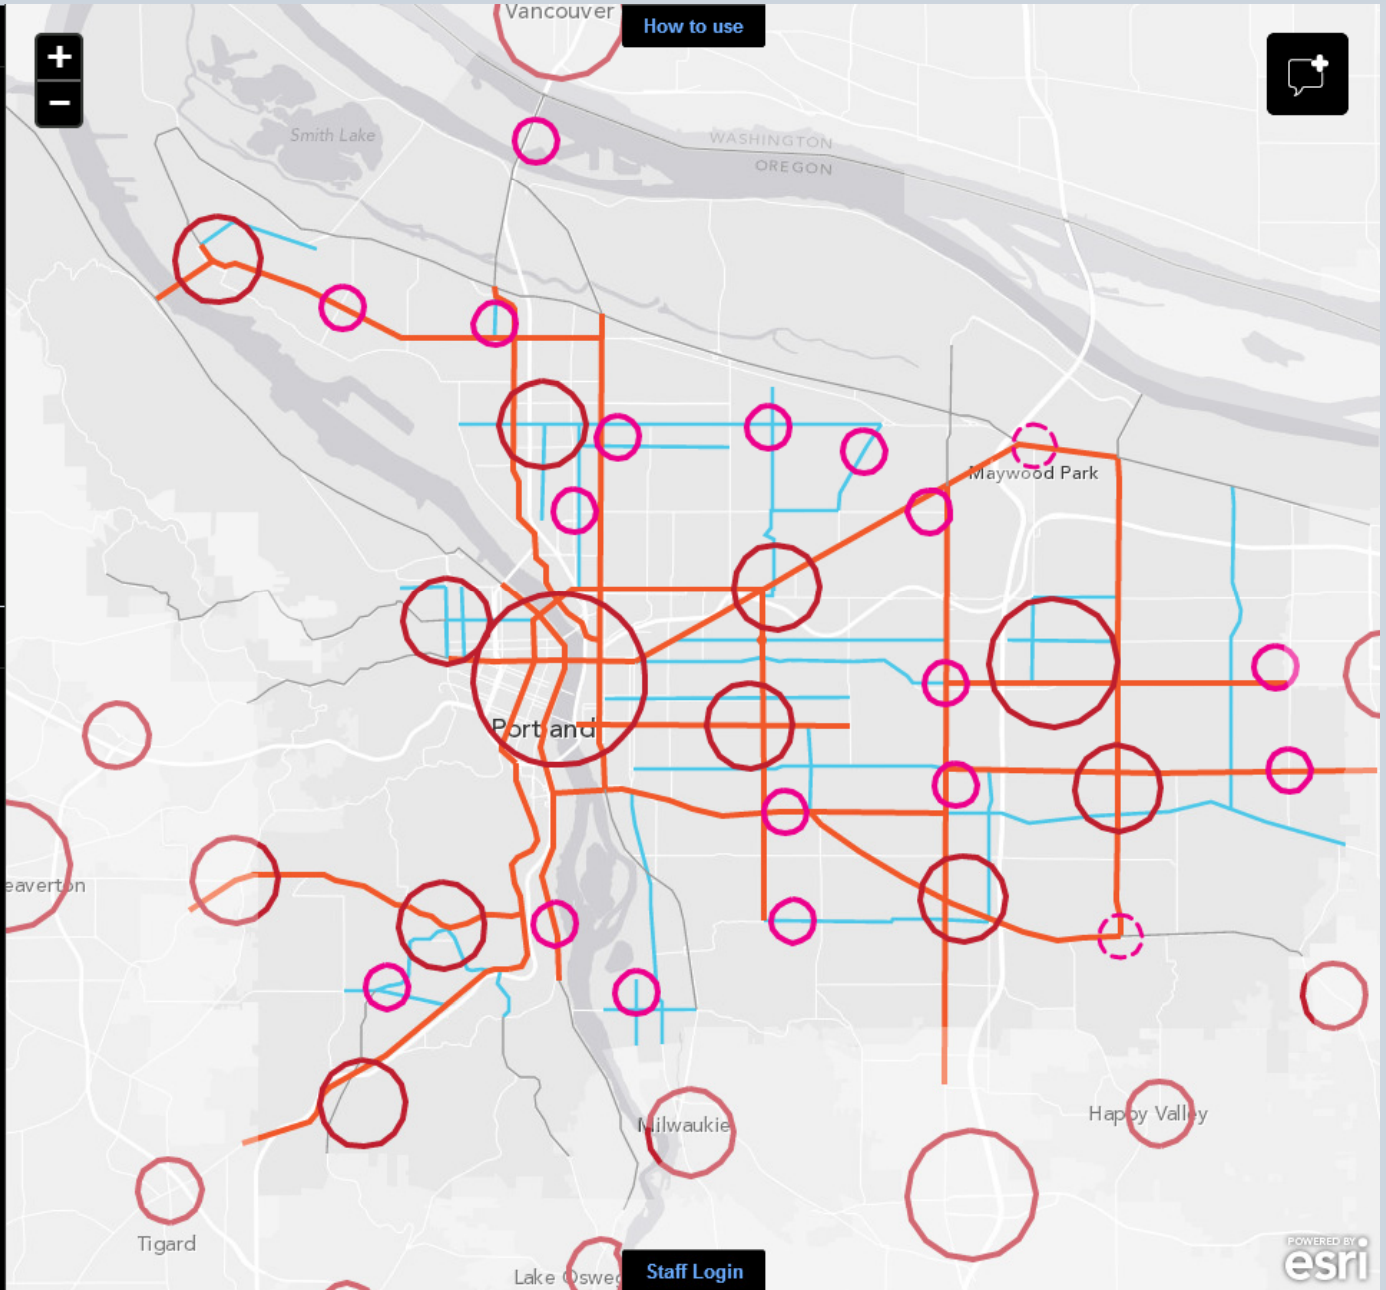 Vancouver
How to use
+
−
Smith Lake
WASHINGTON
OREGON
Maywood Park
Portland
eaverton
Milwaukie
Happy Valley
Tigard
Lake Osweg
Staff Login
POWERED BY
esri